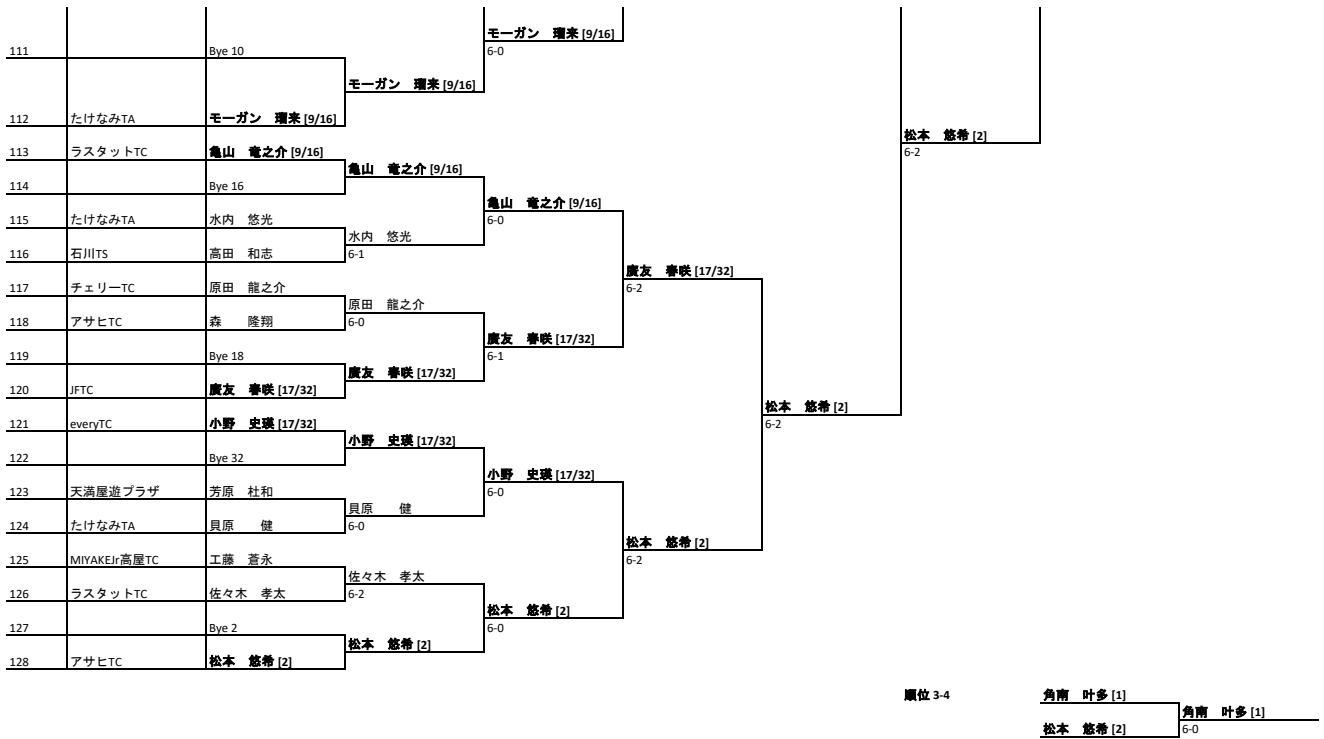 モーガン　瑠来 [9/16]
111 Bye 10 6-0
モーガン　瑠来 [9/16]
112 たけなみTA モーガン　瑠来 [9/16]
松本　悠希 [2]
113 ラスタットTC 亀山　竜之介 [9/16] 6-2
亀山　竜之介 [9/16]
114 Bye 16
亀山　竜之介 [9/16]
115 たけなみTA 水内　悠光 6-0
水内　悠光
116 石川TS 高田　和志 6-1
廣友　春咲 [17/32]
117 チェリーTC 原田　龍之介 6-2
原田　龍之介
118 アサヒTC 森　　隆翔 6-0
廣友　春咲 [17/32]
119 Bye 18 6-1
廣友　春咲 [17/32]
120 JFTC 廣友　春咲 [17/32]
松本　悠希 [2]
121 everyTC 小野　史瑛 [17/32] 6-2
小野　史瑛 [17/32]
122 Bye 32
小野　史瑛 [17/32]
123 天満屋遊プラザ 芳原　杜和 6-0
貝原　　健
124 たけなみTA 貝原　　健 6-0
松本　悠希 [2]
125 MIYAKEJr高屋TC 工藤　蒼永 6-2
佐々木　孝太
126 ラスタットTC 佐々木　孝太 6-2
松本　悠希 [2]
127 Bye 2 6-0
松本　悠希 [2]
128 アサヒTC 松本　悠希 [2]
順位 3-4 角南　叶多 [1]
角南　叶多 [1]
松本　悠希 [2] 6-0